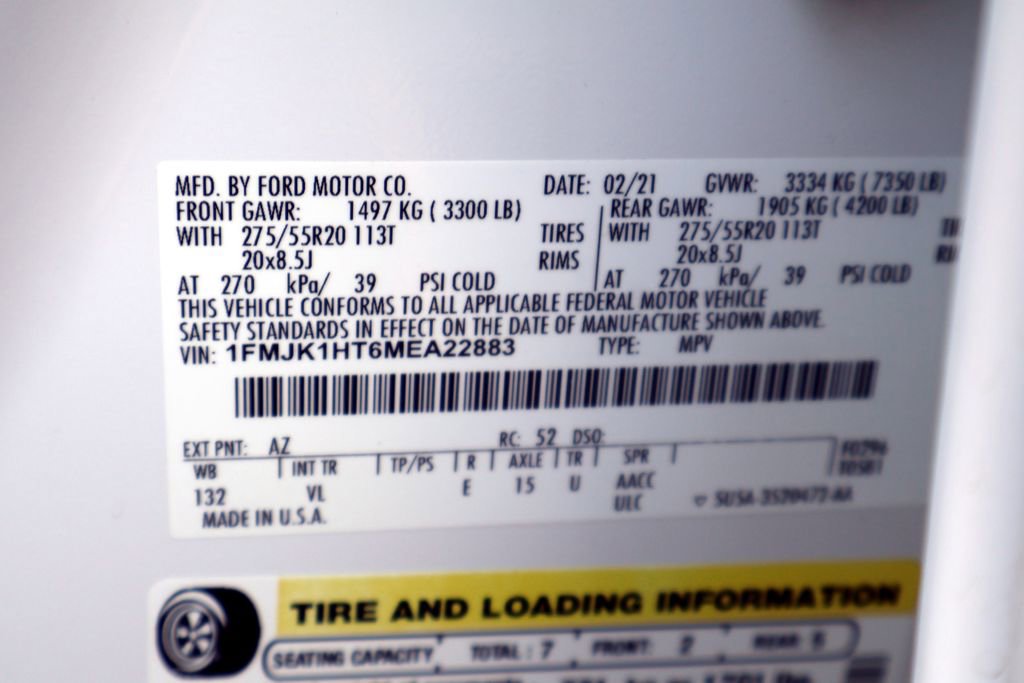 MFD. BY FORD MOTOR CO. DATE: 02/21 GVWR: 3334 KG ( 7350 LB)
FRONT GAWR: 1497 KG ( 3300 LB) REAR GAWR: 1905 KG ( 4200 LB)
WITH 275/55R20 113T TIRES WITH 275/55R20 113T
20x8.5J RIMS 20x8.5J
AT 270 kPa/ 39 PSI COLD AT 270 kPa/ 39 PSI COLD
THIS VEHICLE CONFORMS TO ALL APPLICABLE FEDERAL MOTOR VEHICLE
SAFETY STANDARDS IN EFFECT ON THE DATE OF MANUFACTURE SHOWN ABOVE.
VIN: 1FMJK1HT6MEA22883 TYPE: MPV
EXT PNT: AZ RC: 52 DSO:
WB INT TR TP/PS R AXLE TR SPR
132 VL E 15 U AACC
ULC
MADE IN U.S.A.
TIRE AND LOADING INFORMATION
SEATING CAPACITY TOTAL : 7 FRONT: 2 REAR: 5